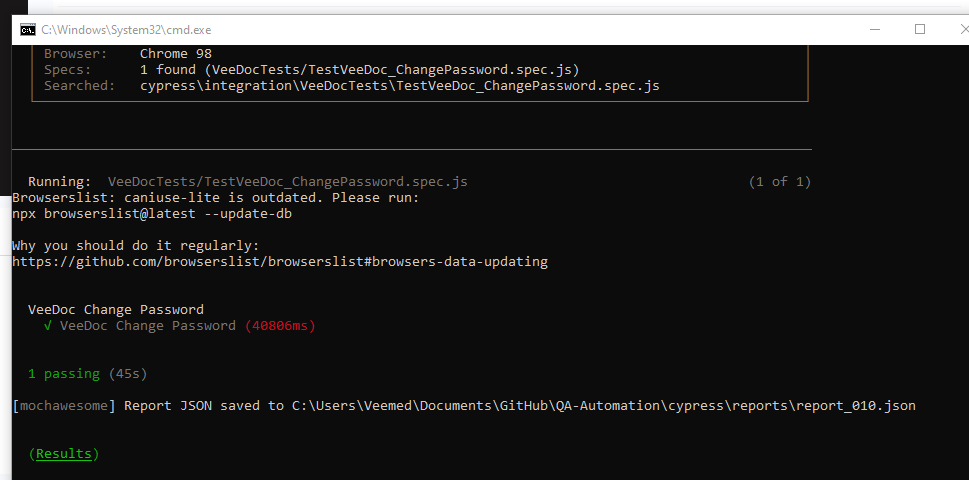 C:\Windows\System32\cmd.exe
Browser: Chrome 98
Specs: 1 found (VeeDocTests/TestVeeDoc_ChangePassword.spec.js)
Searched: cypress\integration\VeeDocTests\TestVeeDoc_ChangePassword.spec.js
Running: VeeDocTests/TestVeeDoc_ChangePassword.spec.js (1 of 1)
Browserslist: caniuse-lite is outdated. Please run:
npx browserslist@latest --update-db
Why you should do it regularly:
https://github.com/browserslist/browserslist#browsers-data-updating
VeeDoc Change Password
√ VeeDoc Change Password (40806ms)
1 passing (45s)
[mochawesome] Report JSON saved to C:\Users\Veemed\Documents\GitHub\QA-Automation\cypress\reports\report_010.json
(Results)